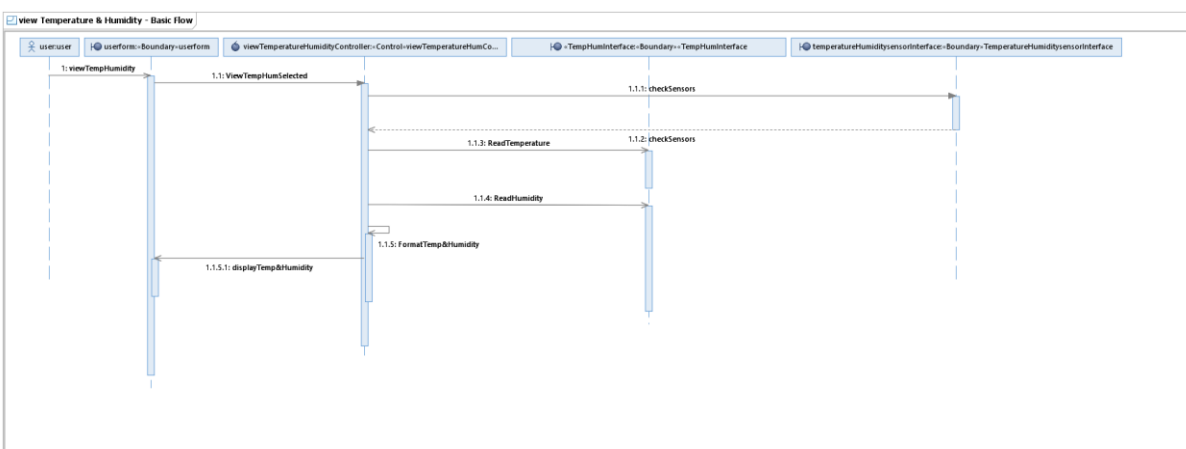 view Temperature & Humidity - Basic Flow
user:user
userform:«Boundary»userform
viewTemperatureHumidityController:«Control»viewTemperatureHumCo...
«TempHumInterface:«Boundary»«TempHumInterface
temperatureHumiditysensorInterface:«Boundary»TemperatureHumiditysensorInterface
1: viewTempHumidity
1.1: ViewTempHumSelected
1.1.1: checkSensors
1.1.2: checkSensors
1.1.3: ReadTemperature
1.1.4: ReadHumidity
1.1.5: FormatTemp&Humidity
1.1.5.1: displayTemp&Humidity